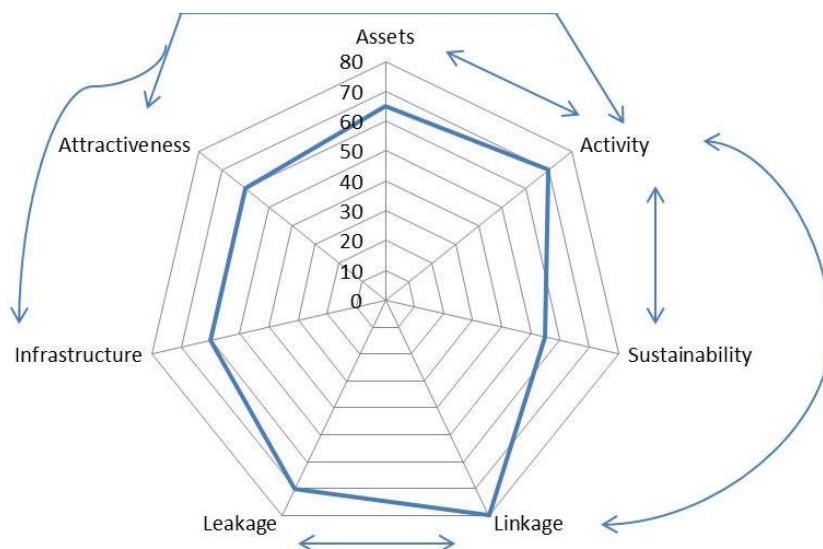 Assets
80
70
60
50
40
30
20
10
0
Attractiveness
Activity
Infrastructure
Sustainability
Leakage
Linkage